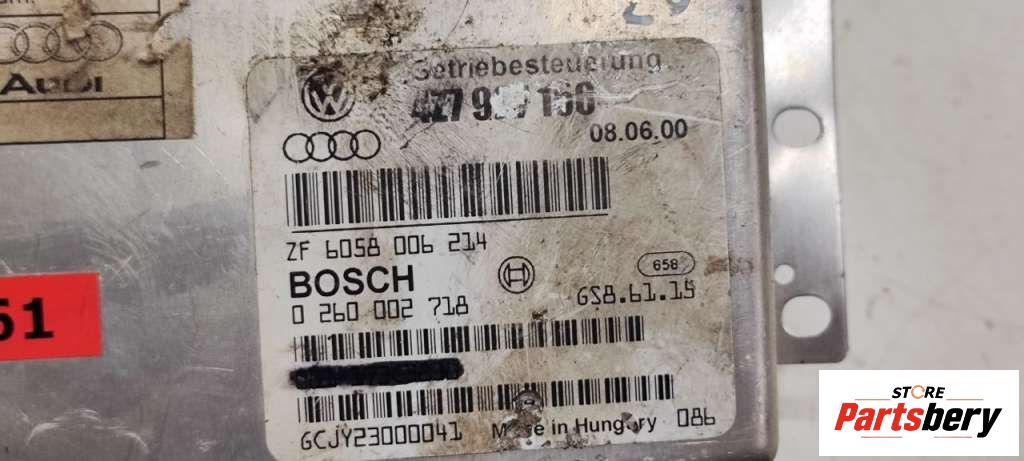 Audi
51
Getriebesteuerung
08.06.00
ZF 6058 006 214
BOSCH
658
0 260 002 718
GS8.61.15
GCJY23000041
Made in Hungary
086
STORE
Partsbery